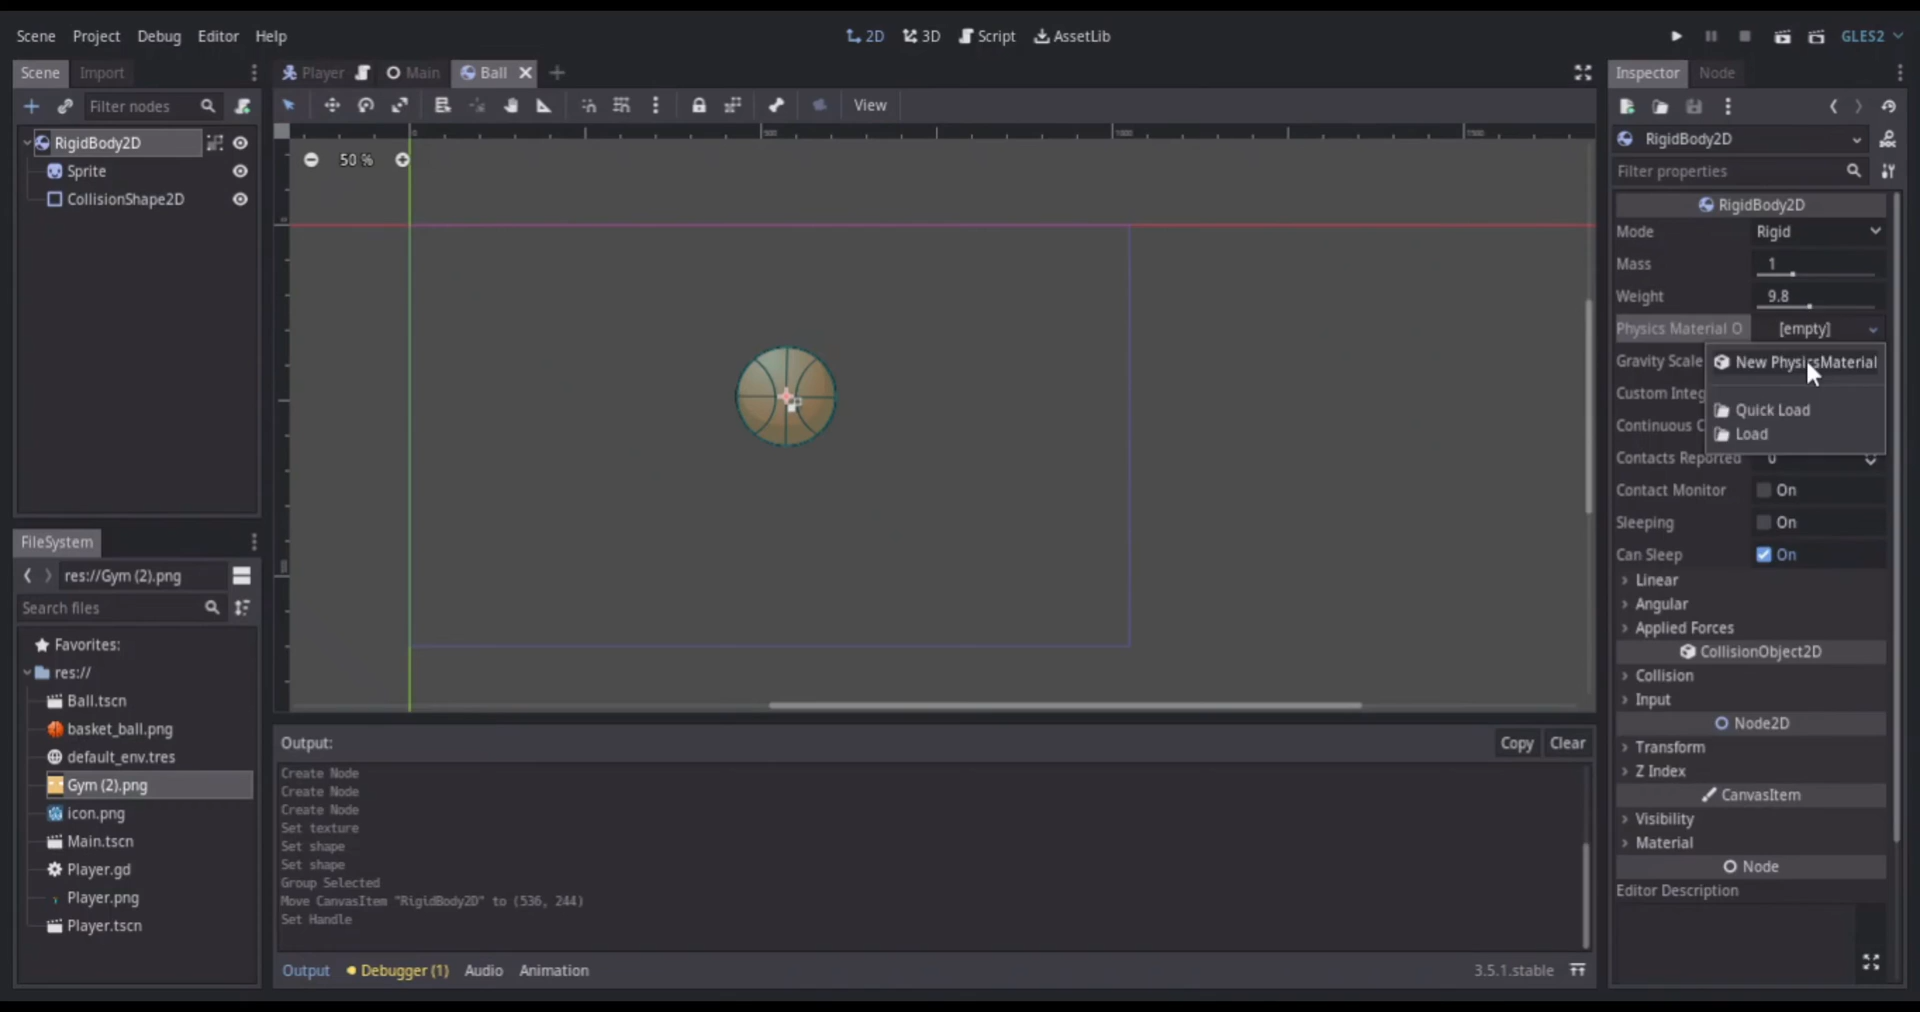 Scene Project Debug Editor Help
2D 3D Script AssetLib
GLES2
Scene Import
Filter nodes
RigidBody2D
Sprite
CollisionShape2D
FileSystem
res://Gym (2).png
Search files
Favorites:
res://
Ball.tscn
basket_ball.png
default_env.tres
Gym (2).png
icon.png
Main.tscn
Player.gd
Player.png
Player.tscn
Player Main Ball
View
0 500 1000 1500
50 %
Output:
Copy Clear
Create Node
Create Node
Create Node
Set texture
Set shape
Set shape
Group Selected
Move CanvasItem "RigidBody2D" to (536, 244)
Set Handle
Output Debugger (1) Audio Animation
3.5.1.stable
Inspector Node
RigidBody2D
Filter properties
RigidBody2D
Mode Rigid
Mass 1
Weight 9.8
Physics Material O [empty]
New PhysicsMaterial
Quick Load
Load
Gravity Scale
Custom Integ
Continuous C
Contacts Reported 0
Contact Monitor On
Sleeping On
Can Sleep On
Linear
Angular
Applied Forces
CollisionObject2D
Collision
Input
Node2D
Transform
Z Index
CanvasItem
Visibility
Material
Node
Editor Description